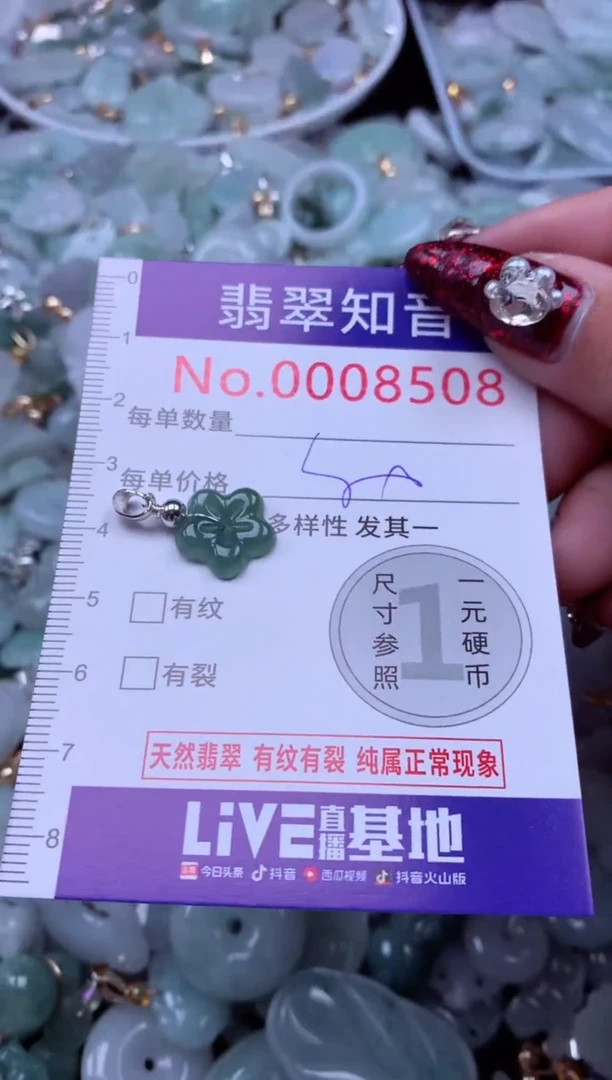 0
1
2
3
4
5
6
7
8
翡翠知音
No.0008508
每单数量
每单价格
多样性 发其一
有纹
有裂
尺寸参照
1
一元硬币
天然翡翠 有纹有裂 纯属正常现象
LiVE直播基地
今日头条 抖音 西瓜视频 抖音火山版